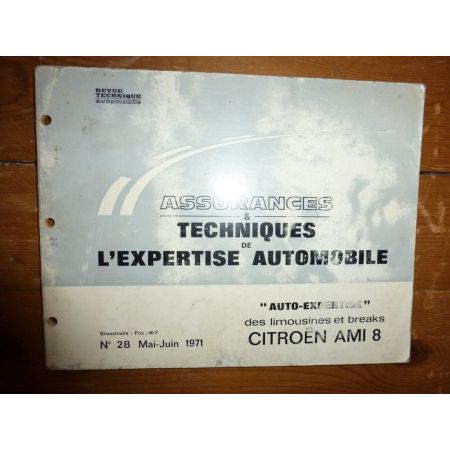 REVUE
TECHNIQUE
automobile
ASSURANCES
&
TECHNIQUES
DE
L'EXPERTISE AUTOMOBILE
"AUTO-EXPERTISE"
des limousines et breaks
CITROËN AMI 8
Bimestrielle - Prix : 40 F
N° 28 Mai-Juin 1971